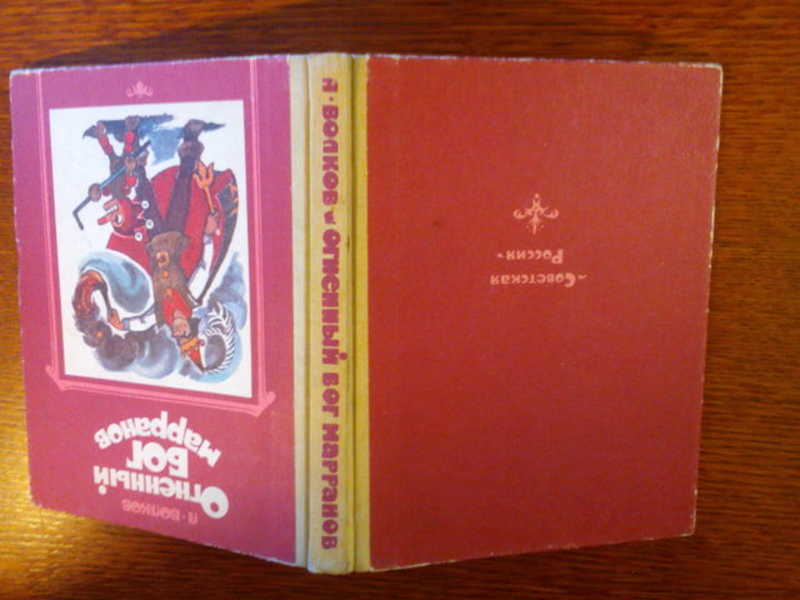 А·ВОЛКОВ
Огненный
БОГ
марранов
А·ВОЛКОВ ОГНЕННЫЙ БОГ МАРРАНОВ
„Советская
Россия"